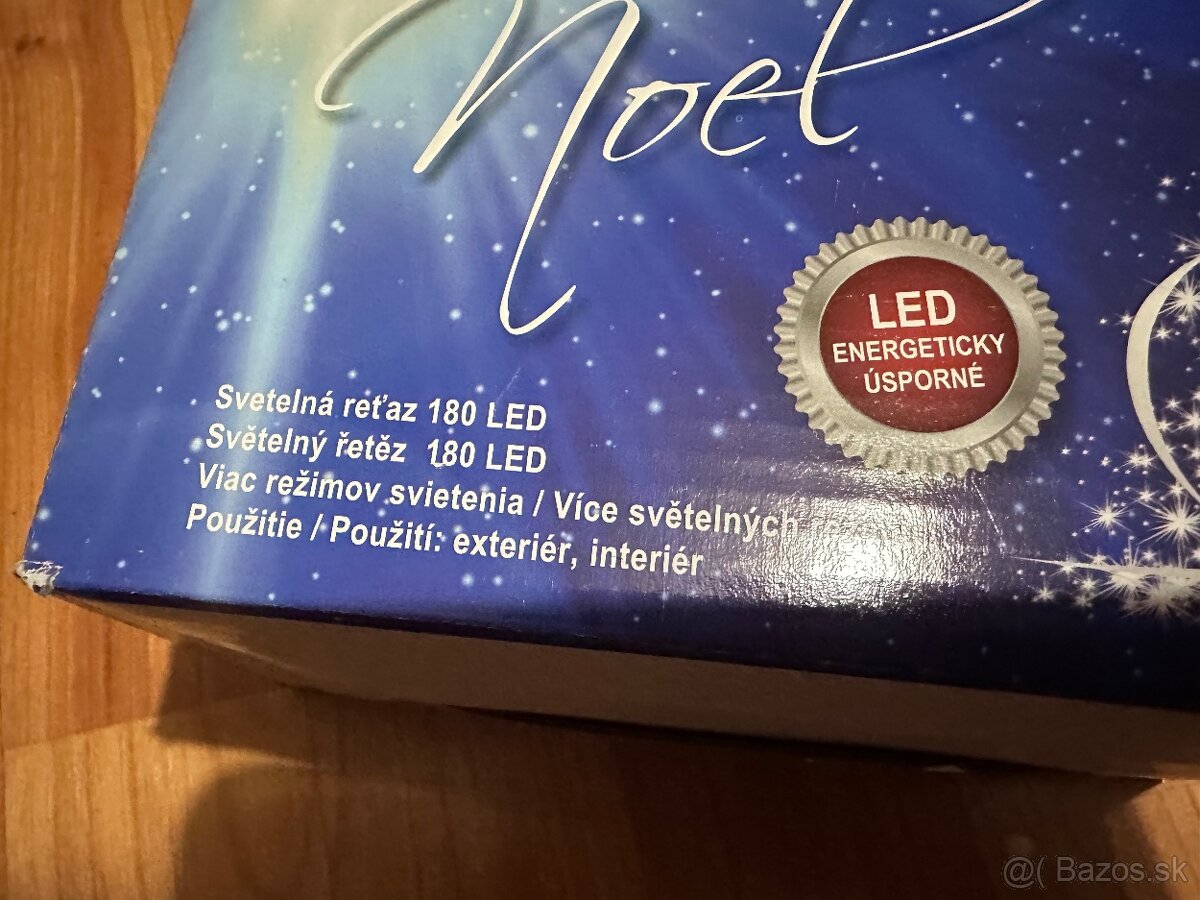 Noel
LED
ENERGETICKY
ÚSPORNÉ
Svetelná reťaz 180 LED
Světelný řetěz 180 LED
Viac režimov svietenia / Více světelných
Použitie / Použití: exteriér, interiér
@( Bazos.sk